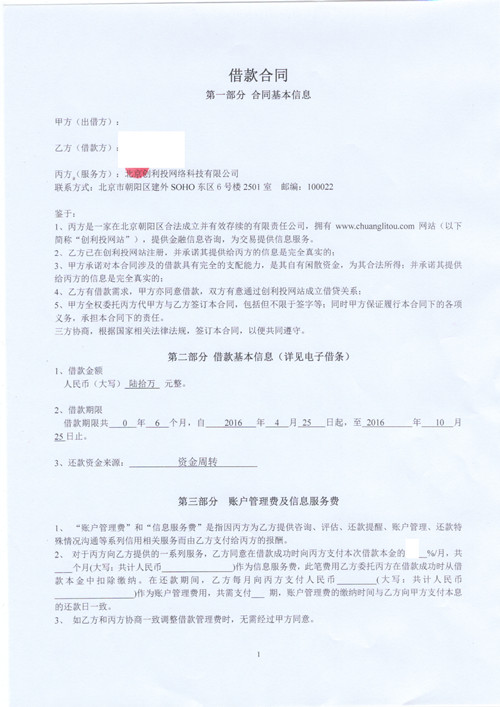 借款合同
第一部分 合同基本信息
甲方（出借方）：
乙方（借款方）：
丙方（服务方）：北京创利投网络科技有限公司
联系方式：北京市朝阳区建外 SOHO 东区 6 号楼 2501 室 邮编：100022
鉴于：
1、丙方是一家在北京朝阳区合法成立并有效存续的有限责任公司，拥有 www.chuanglitou.com 网站（以下
简称“创利投网站”），提供金融信息咨询，为交易提供信息服务。
2、乙方已在创利投网站注册，并承诺其提供给丙方的信息是完全真实的；
3、甲方承诺对本合同涉及的借款具有完全的支配能力，是其自有闲散资金，为其合法所得；并承诺其提供
给丙方的信息是完全真实的；
4、乙方有借款需求，甲方亦同意借款，双方有意通过创利投网站成立借贷关系；
5、甲方全权委托丙方代甲方与乙方签订本合同，包括但不限于签字等；同时甲方保证履行本合同下的各项
义务，承担本合同下的责任。
三方协商，根据国家相关法律法规，签订本合同，以便共同遵守。
第二部分 借款基本信息（详见电子借条）
1、借款金额
人民币（大写）陆拾万 元整。
2、借款期限
借款期限共 0 年 6 个月，自 2016 年 4 月 25 日起，至 2016 年 10 月
25 日止。
3、还款资金来源： 资金周转
第三部分 账户管理费及信息服务费
1、 “账户管理费”和“信息服务费”是指因丙方为乙方提供咨询、评估、还款提醒、账户管理、还款特
殊情况沟通等系列信用相关服务而由乙方支付给丙方的报酬。
2、 对于丙方向乙方提供的一系列服务，乙方同意在借款成功时向丙方支付本次借款本金的 __%/月，共
____个月(大写：共计人民币______________)作为信息服务费，此笔费用乙方委托丙方在借款成功时从借
款本金中扣除缴纳。在还款期间，乙方每月向丙方支付人民币________(大写：共计人民币
________________)作为账户管理费用，共需支付___ 期，账户管理费的缴纳时间与乙方向甲方支付本息
的还款日一致。
3、 如乙方和丙方协商一致调整借款管理费时，无需经过甲方同意。
1